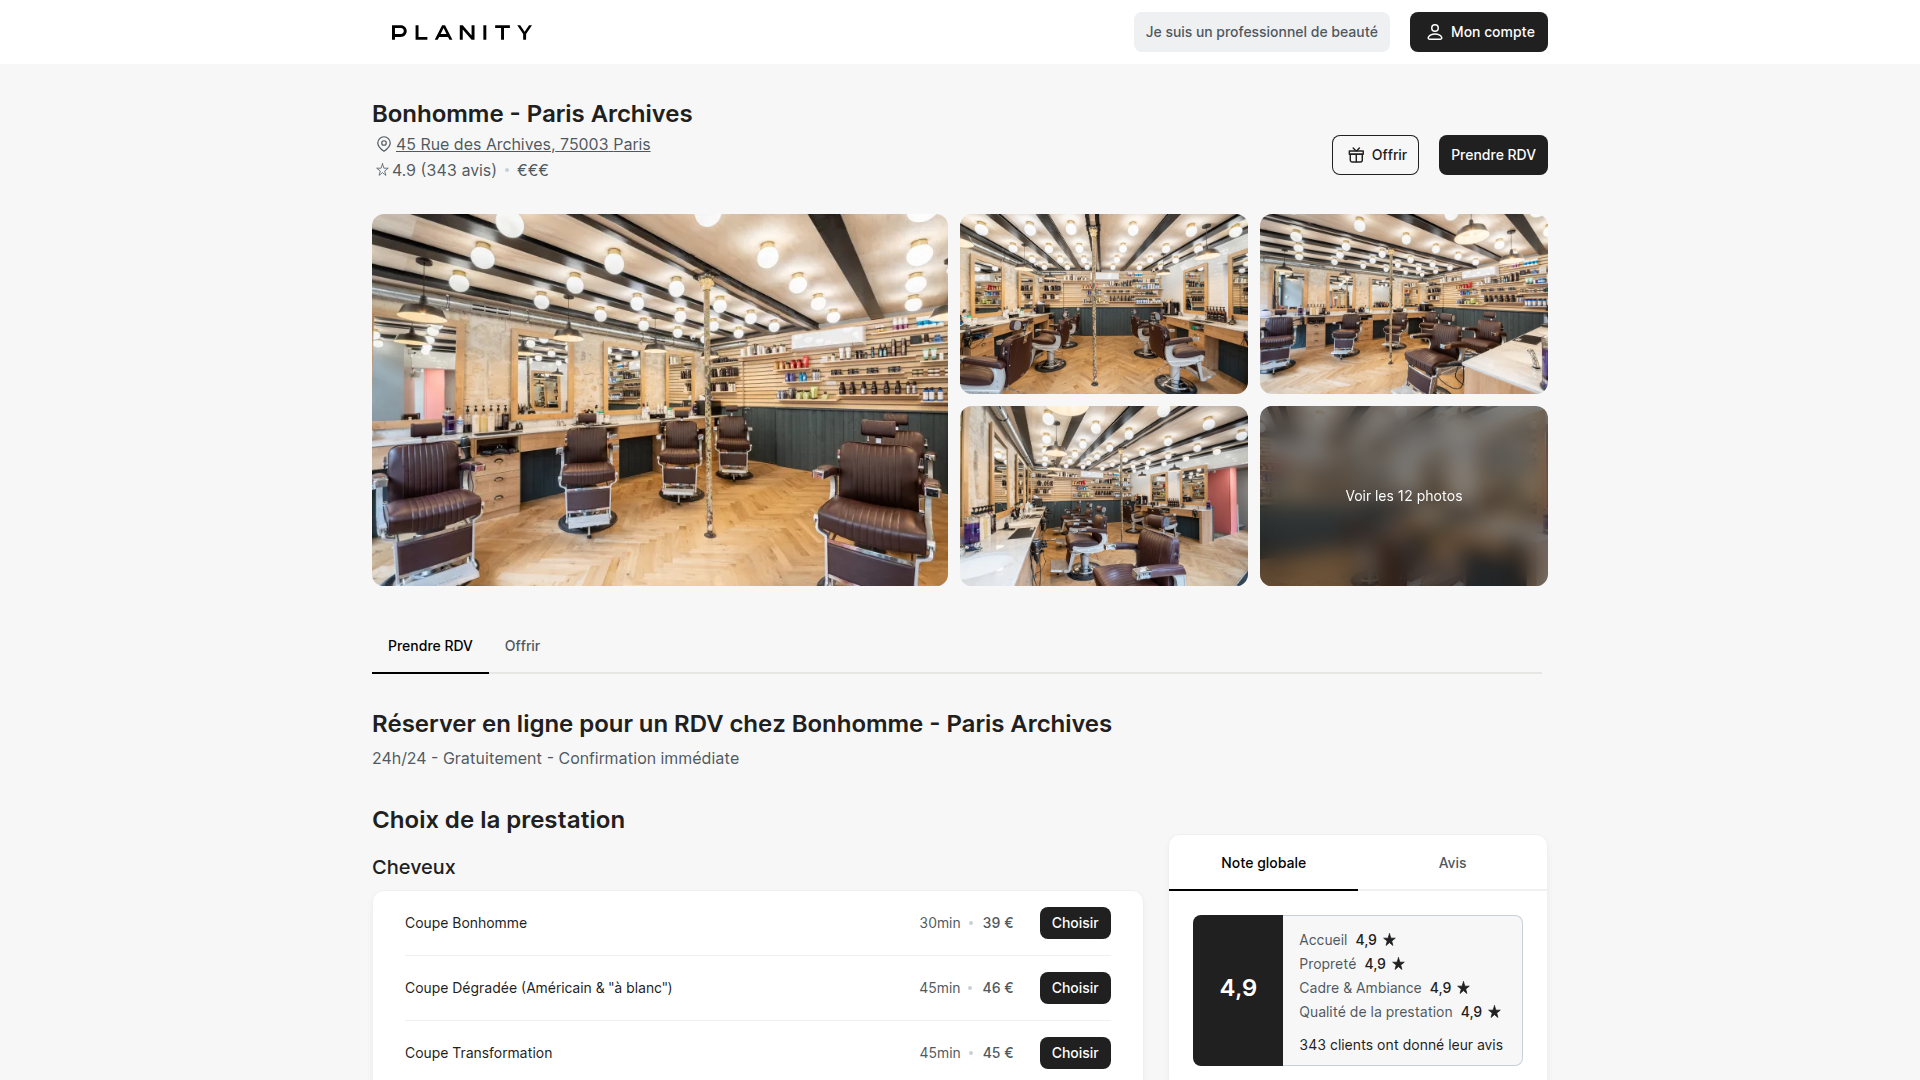 PLANITY
Je suis un professionnel de beauté
Mon compte
Bonhomme - Paris Archives
45 Rue des Archives, 75003 Paris
4.9 (343 avis) • €€€
Offrir
Prendre RDV
Voir les 12 photos
Prendre RDV
Offrir
Réserver en ligne pour un RDV chez Bonhomme - Paris Archives
24h/24 - Gratuitement - Confirmation immédiate
Choix de la prestation
Cheveux
Coupe Bonhomme 30min • 39 € Choisir
Coupe Dégradée (Américain & "à blanc") 45min • 46 € Choisir
Coupe Transformation 45min • 45 € Choisir
Note globale
Avis
4,9
Accueil 4,9 ★
Propreté 4,9 ★
Cadre & Ambiance 4,9 ★
Qualité de la prestation 4,9 ★
343 clients ont donné leur avis